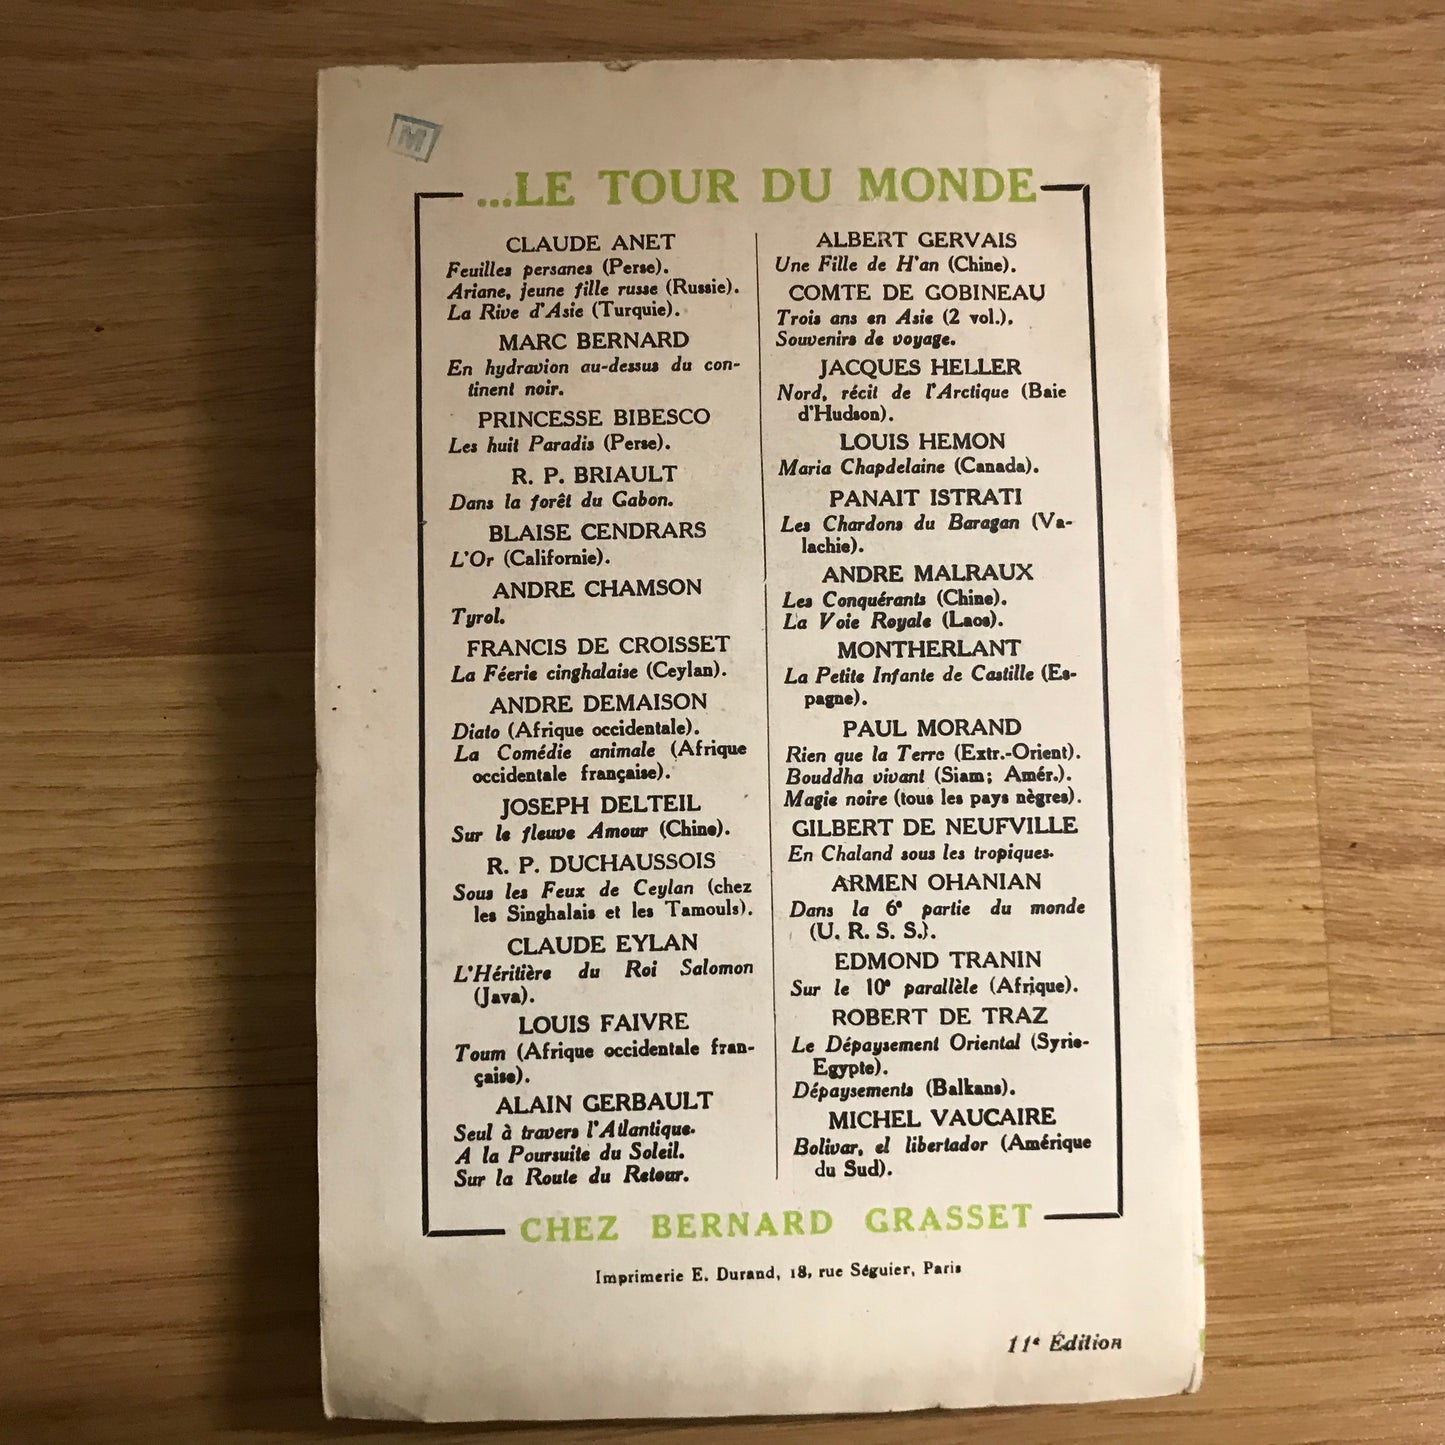 M
...LE TOUR DU MONDE
CLAUDE ANET
Feuilles persanes (Perse).
Ariane, jeune fille russe (Russie).
La Rive d'Asie (Turquie).
MARC BERNARD
En hydravion au-dessus du con-
tinent noir.
PRINCESSE BIBESCO
Les huit Paradis (Perse).
R. P. BRIAULT
Dans la forêt du Gabon.
BLAISE CENDRARS
L'Or (Californie).
ANDRE CHAMSON
Tyrol.
FRANCIS DE CROISSET
La Féerie cinghalaise (Ceylan).
ANDRE DEMAISON
Diato (Afrique occidentale).
La Comédie animale (Afrique
occidentale française).
JOSEPH DELTEIL
Sur le fleuve Amour (Chine).
R. P. DUCHAUSSOIS
Sous les Feux de Ceylan (chez
les Singhalais et les Tamouls).
CLAUDE EYLAN
L'Héritière du Roi Salomon
(Java).
LOUIS FAIVRE
Toum (Afrique occidentale fran-
çaise).
ALAIN GERBAULT
Seul à travers l'Atlantique.
A la Poursuite du Soleil.
Sur la Route du Retour.
ALBERT GERVAIS
Une Fille de H'an (Chine).
COMTE DE GOBINEAU
Trois ans en Asie (2 vol.).
Souvenirs de voyage.
JACQUES HELLER
Nord, récit de l'Arctique (Baie
d'Hudson).
LOUIS HEMON
Maria Chapdelaine (Canada).
PANAIT ISTRATI
Les Chardons du Baragan (Va-
lachie).
ANDRE MALRAUX
Les Conquérants (Chine).
La Voie Royale (Laos).
MONTHERLANT
La Petite Infante de Castille (Es-
pagne).
PAUL MORAND
Rien que la Terre (Extr.-Orient).
Bouddha vivant (Siam; Amér.).
Magie noire (tous les pays nègres).
GILBERT DE NEUFVILLE
En Chaland sous les tropiques.
ARMEN OHANIAN
Dans la 6e partie du monde
(U. R. S. S.).
EDMOND TRANIN
Sur le 10e parallèle (Afrique).
ROBERT DE TRAZ
Le Dépaysement Oriental (Syrie-
Egypte).
Dépaysements (Balkans).
MICHEL VAUCAIRE
Bolivar, el libertador (Amérique
du Sud).
CHEZ BERNARD GRASSET
Imprimerie E. Durand, 18, rue Séguier, Paris
11e Édition